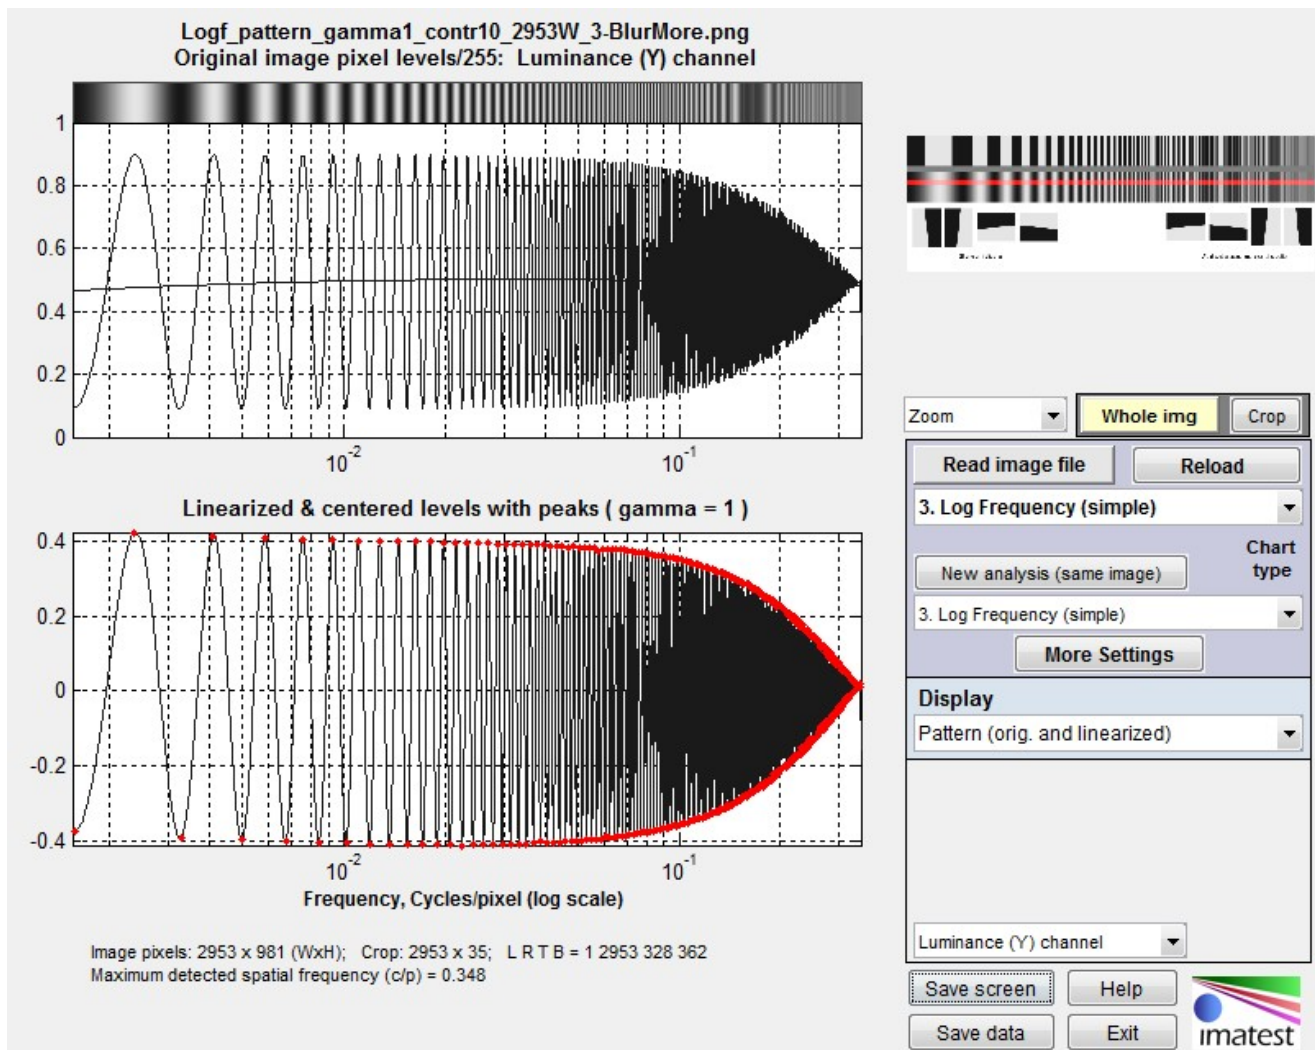 Logf_pattern_gamma1_contr10_2953W_3-BlurMore.png
Original image pixel levels/255:  Luminance (Y) channel
1
0.8
0.6
0.4
0.2
0
10-2
10-1
Linearized & centered levels with peaks ( gamma = 1 )
0.4
0.2
0
-0.2
-0.4
10-2
10-1
Frequency, Cycles/pixel (log scale)
Image pixels: 2953 x 981 (WxH);   Crop: 2953 x 35;   L R T B = 1 2953 328 362
Maximum detected spatial frequency (c/p) = 0.348
Zoom
Whole img
Crop
Read image file
Reload
3. Log Frequency (simple)
Chart
type
New analysis (same image)
3. Log Frequency (simple)
More Settings
Display
Pattern (orig. and linearized)
Luminance (Y) channel
Save screen
Help
Save data
Exit
imatest